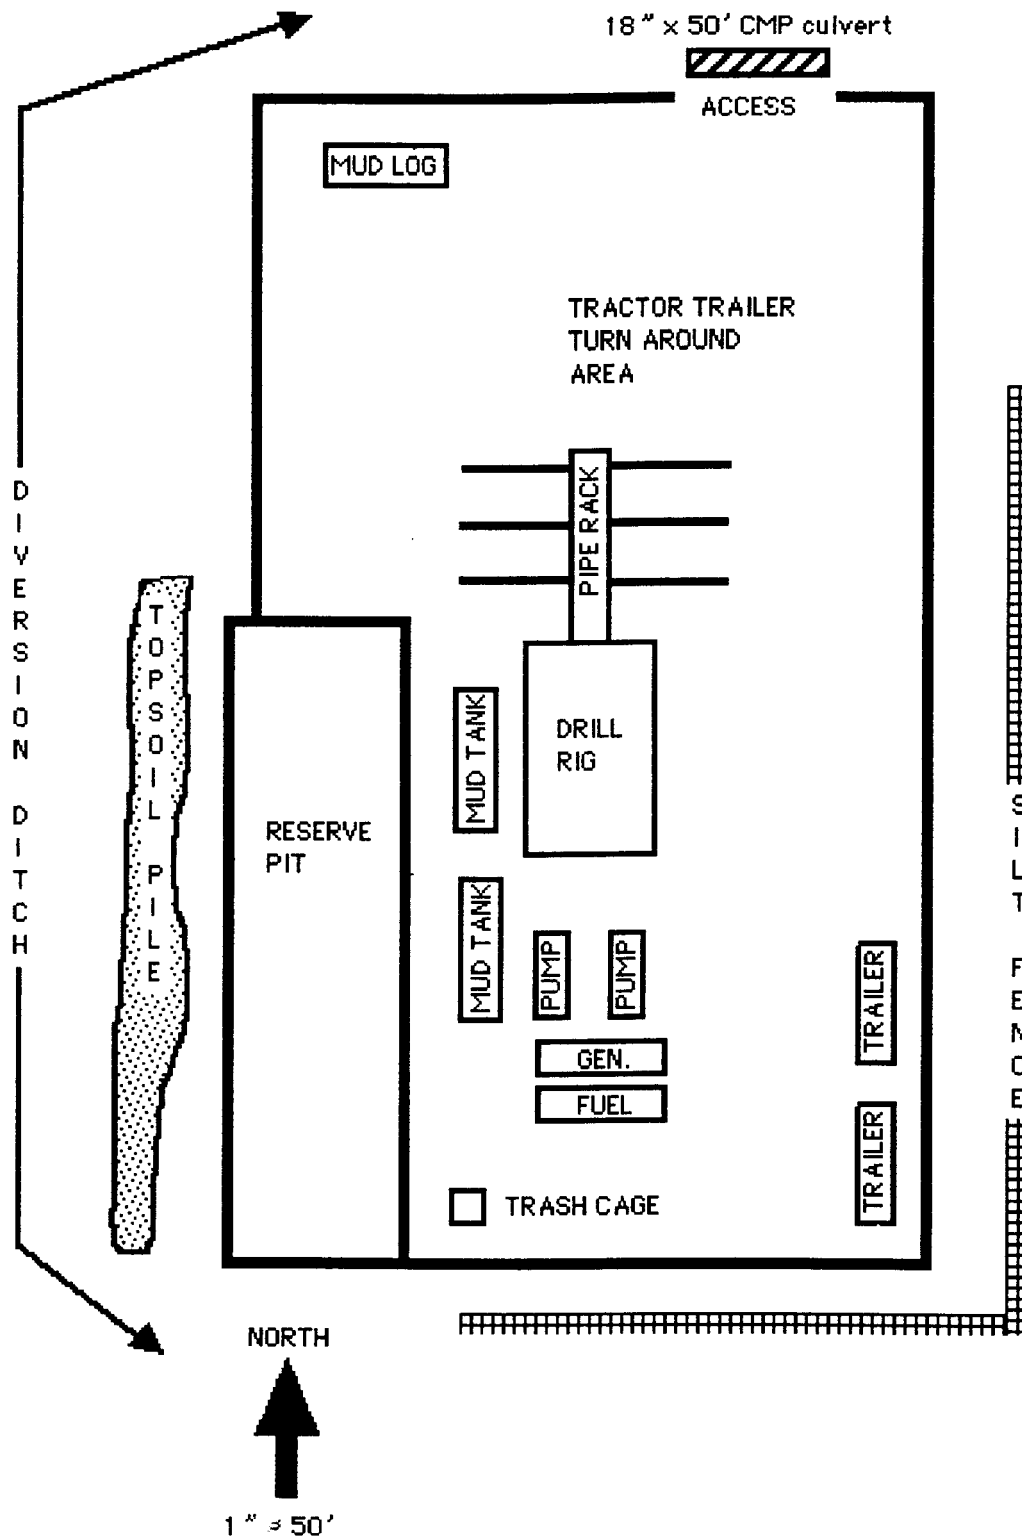 18" x 50' CMP culvert
ACCESS
MUD LOG
TRACTOR TRAILER
TURN AROUND
AREA
PIPE RACK
DIVERSION DITCH
TOPSOIL PILE
MUD TANK
DRILL
RIG
RESERVE
PIT
SILT FENCE
MUD TANK
PUMP
PUMP
TRAILER
GEN.
FUEL
TRAILER
TRASH CAGE
NORTH
1" = 50'